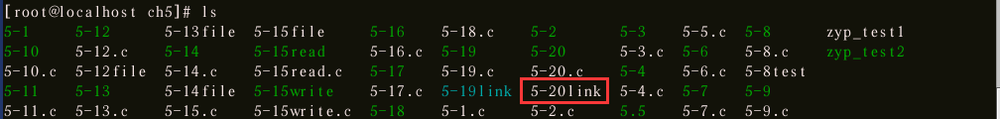 [root@localhost ch5]# ls
5-1 5-12 5-13file 5-15file 5-16 5-18.c 5-2 5-3 5-5.c 5-8 zyp_test1
5-10 5-12.c 5-14 5-15read 5-16.c 5-19 5-20 5-3.c 5-6 5-8.c zyp_test2
5-10.c 5-12file 5-14.c 5-15read.c 5-17 5-19.c 5-20.c 5-4 5-6.c 5-8test
5-11 5-13 5-14file 5-15write 5-17.c 5-19link 5-20link 5-4.c 5-7 5-9
5-11.c 5-13.c 5-15.c 5-15write.c 5-18 5-1.c 5-2.c 5.5 5-7.c 5-9.c